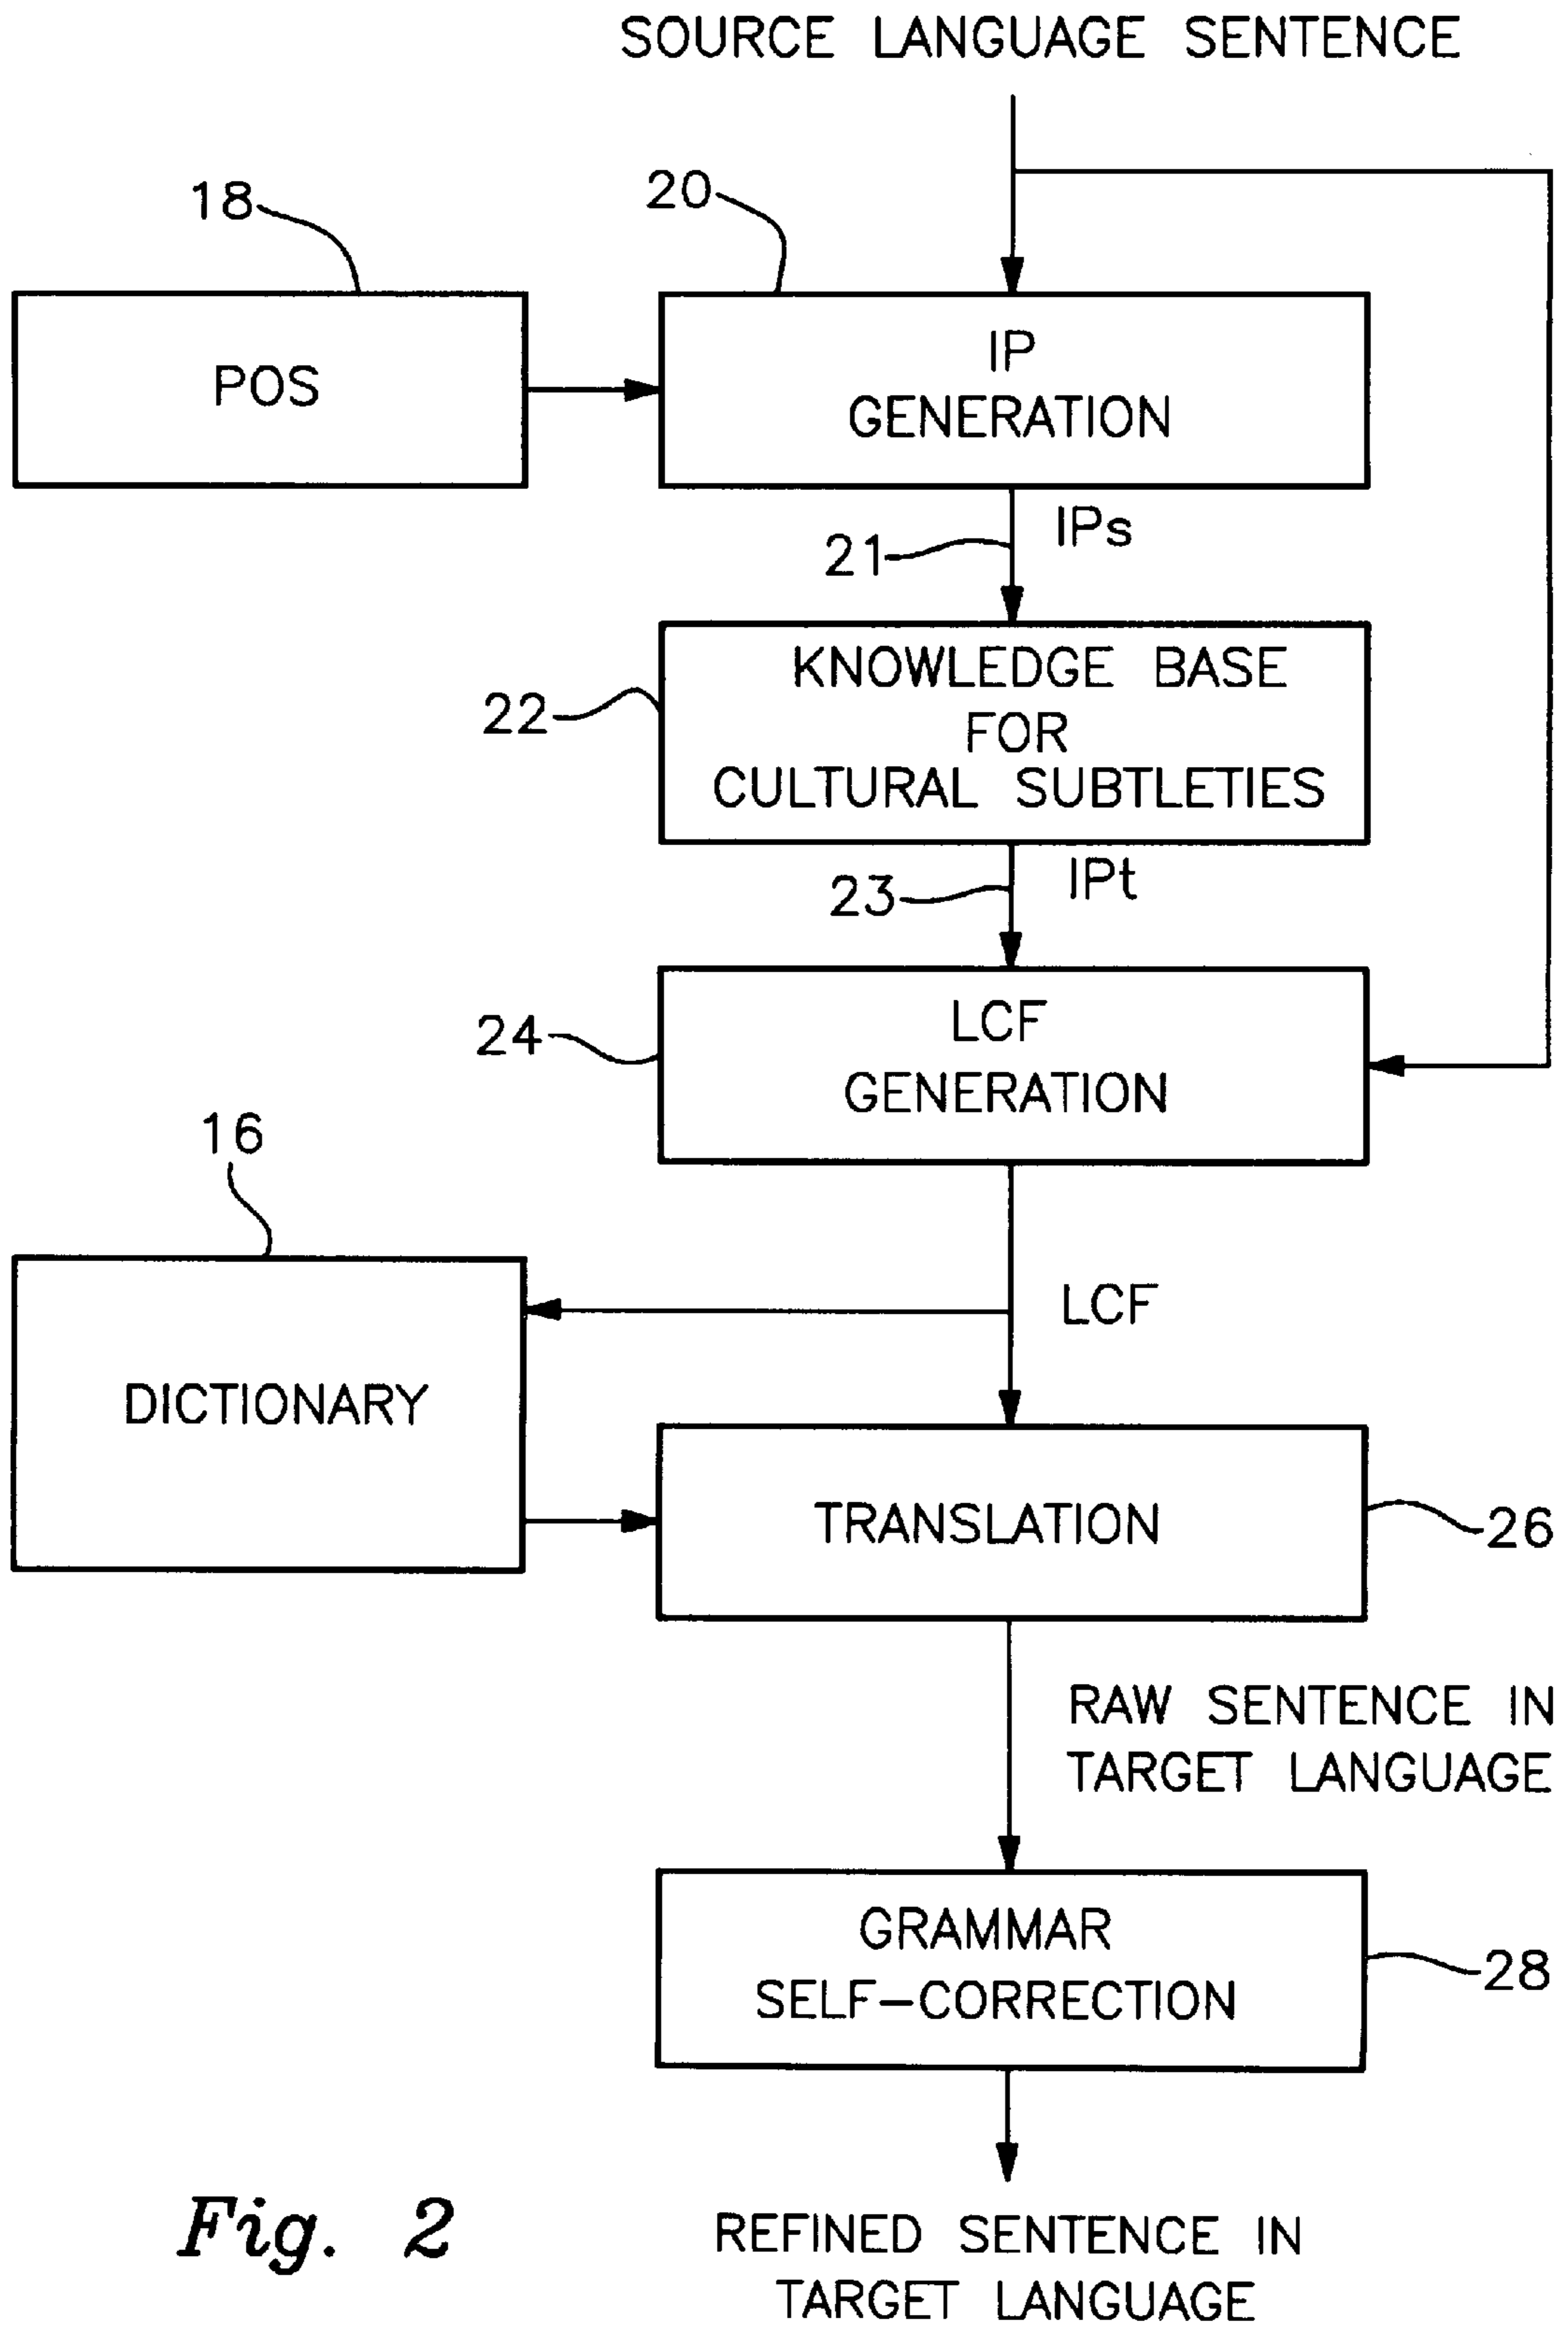 SOURCE LANGUAGE SENTENCE
18
20
POS
IP
GENERATION
21
IPs
22
KNOWLEDGE BASE
FOR
CULTURAL SUBTLETIES
23
IPt
24
LCF
GENERATION
16
LCF
DICTIONARY
TRANSLATION
26
RAW SENTENCE IN
TARGET LANGUAGE
GRAMMAR
SELF-CORRECTION
28
Fig. 2
REFINED SENTENCE IN
TARGET LANGUAGE